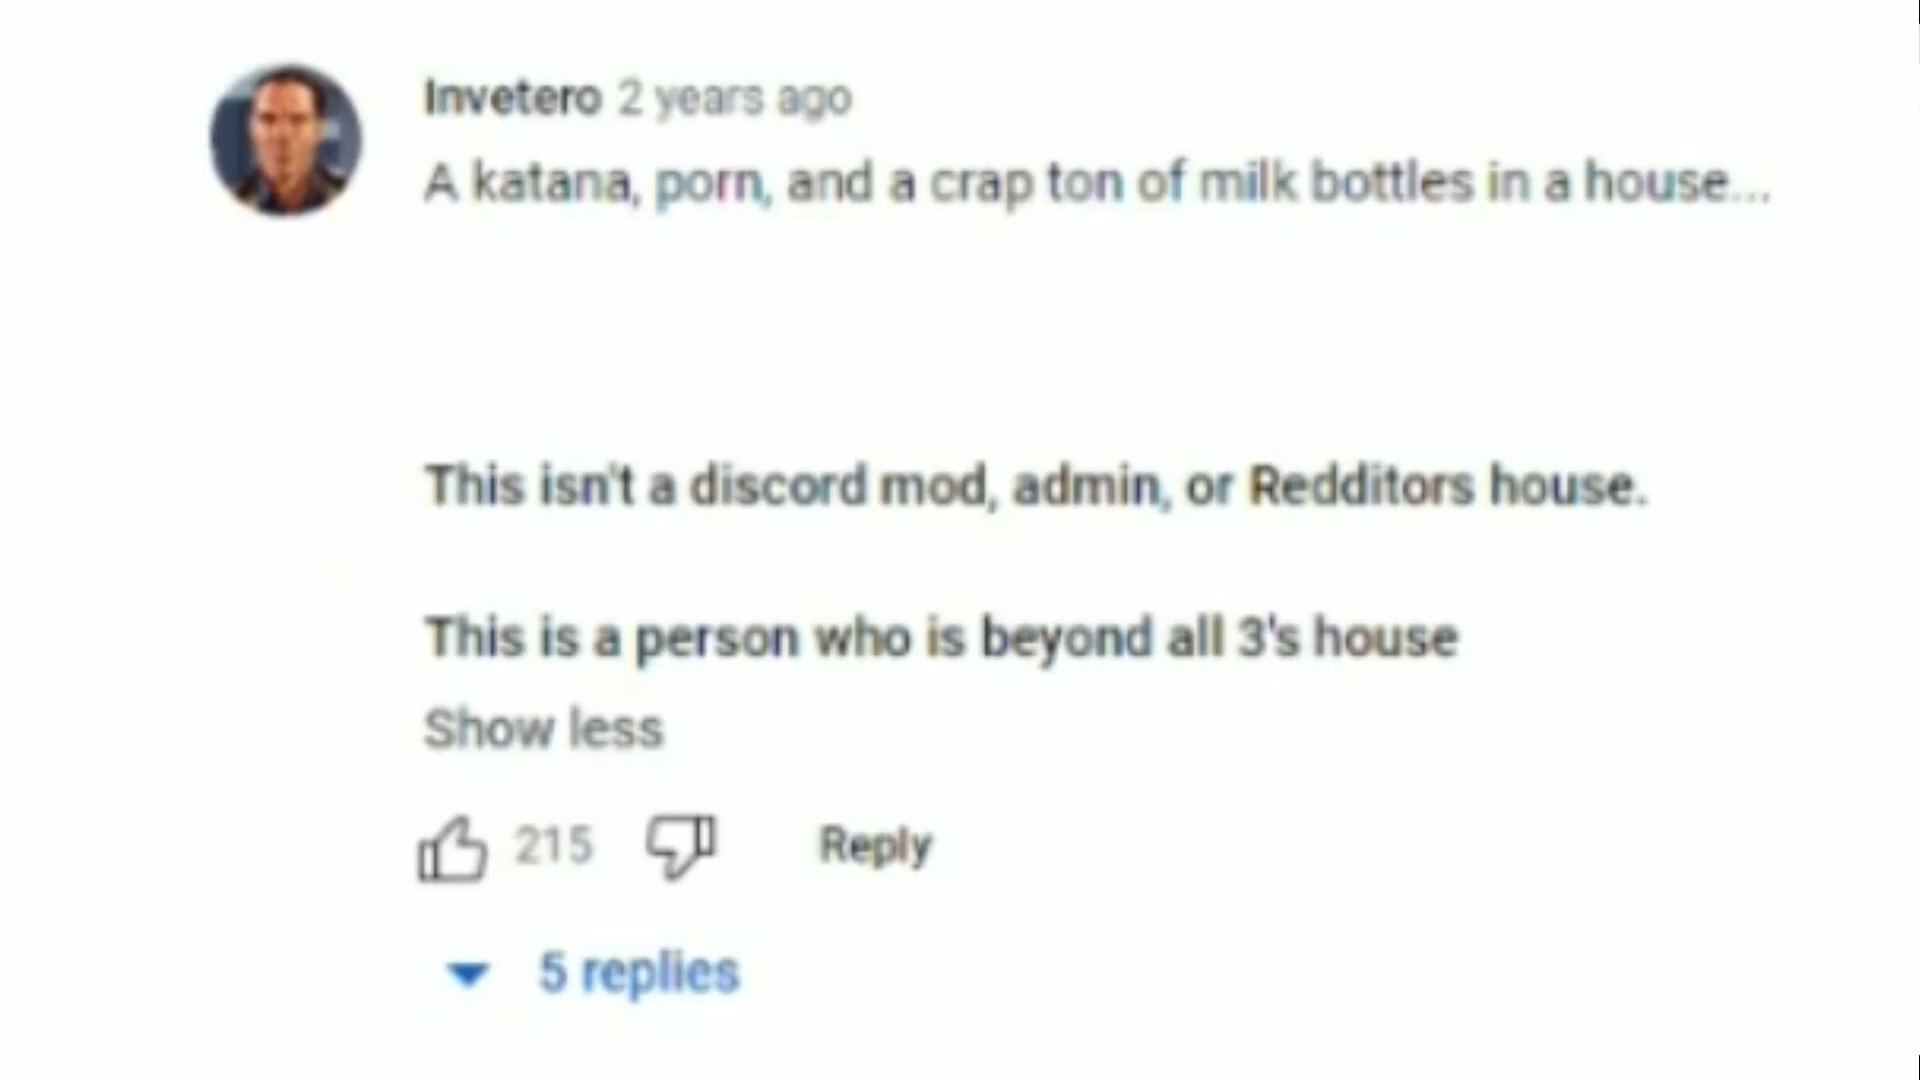 Invetero 2 years ago
A katana, porn, and a crap ton of milk bottles in a house...
This isn't a discord mod, admin, or Redditors house.
This is a person who is beyond all 3's house
Show less
215 Reply
5 replies